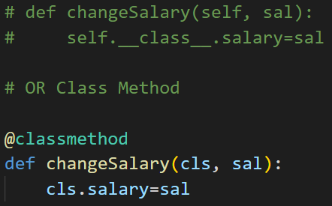 # def changeSalary(self, sal):
#     self.__class__.salary=sal
# OR Class Method
@classmethod
def changeSalary(cls, sal):
    cls.salary=sal